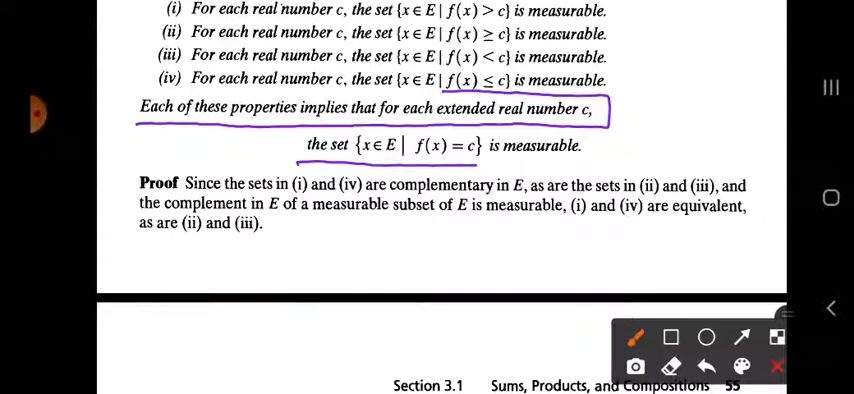 (i) For each real number c, the set {x ∈ E | f(x) > c} is measurable.
(ii) For each real number c, the set {x ∈ E | f(x) ≥ c} is measurable.
(iii) For each real number c, the set {x ∈ E | f(x) < c} is measurable.
(iv) For each real number c, the set {x ∈ E | f(x) ≤ c} is measurable.
Each of these properties implies that for each extended real number c,
the set {x ∈ E | f(x) = c} is measurable.
Proof Since the sets in (i) and (iv) are complementary in E, as are the sets in (ii) and (iii), and
the complement in E of a measurable subset of E is measurable, (i) and (iv) are equivalent,
as are (ii) and (iii).
Section 3.1 Sums, Products, and Compositions 55